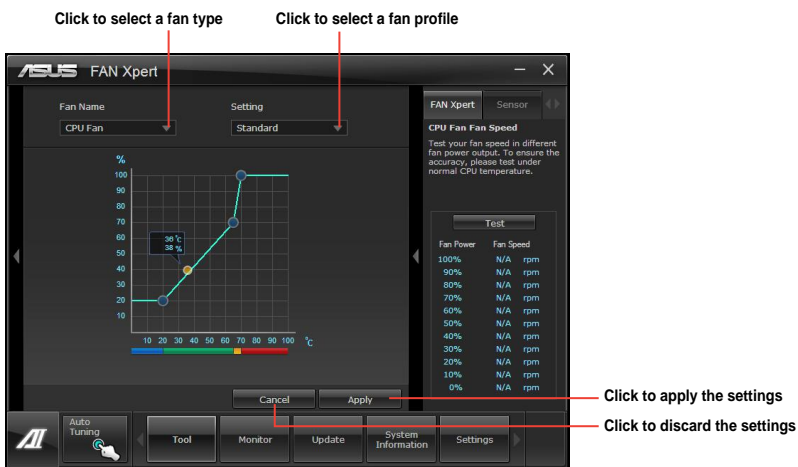 Click to select a fan type
Click to select a fan profile
ASUS FAN Xpert
Fan Name
Setting
CPU Fan
Standard
%
100
90
80
70
60
50
40
30
20
10
36 °C
38 %
10 20 30 40 50 60 70 80 90 100 °C
Cancel
Apply
FAN Xpert
Sensor
CPU Fan Fan Speed
Test your fan speed in different
fan power output. To ensure the
accuracy, please test under
normal CPU temperature.
Test
Fan Power Fan Speed
100% N/A rpm
90% N/A rpm
80% N/A rpm
70% N/A rpm
60% N/A rpm
50% N/A rpm
40% N/A rpm
30% N/A rpm
20% N/A rpm
10% N/A rpm
0% N/A rpm
Click to apply the settings
Click to discard the settings
Auto
Tuning
Tool
Monitor
Update
System
Information
Settings